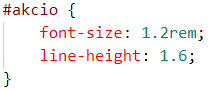 #akcio {
    font-size: 1.2rem;
    line-height: 1.6;
}